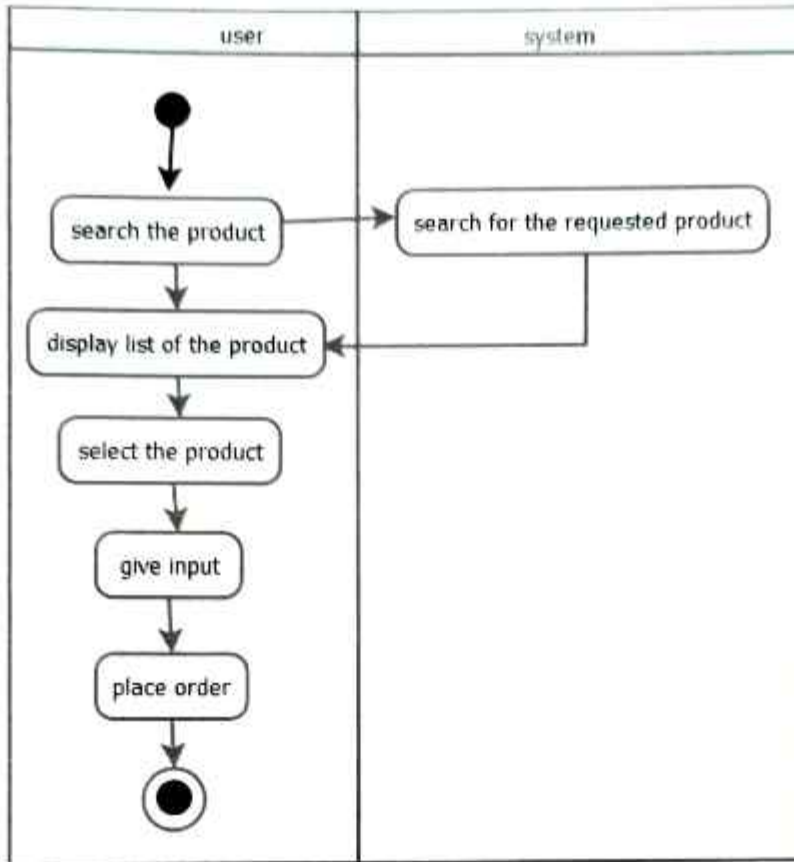 user
system
search the product
search for the requested product
display list of the product
select the product
give input
place order